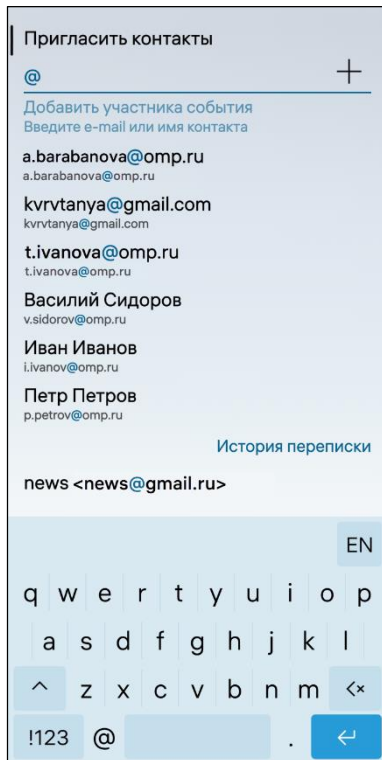 Пригласить контакты
@
Добавить участника события
Введите e-mail или имя контакта
a.barabanova@omp.ru
a.barabanova@omp.ru
kvrvtanya@gmail.com
kvrvtanya@gmail.com
t.ivanova@omp.ru
t.ivanova@omp.ru
Василий Сидоров
v.sidorov@omp.ru
Иван Иванов
i.ivanov@omp.ru
Петр Петров
p.petrov@omp.ru
История переписки
news <news@gmail.ru>
EN
q w e r t y u i o p
a s d f g h j k l
z x c v b n m
!123 @ .